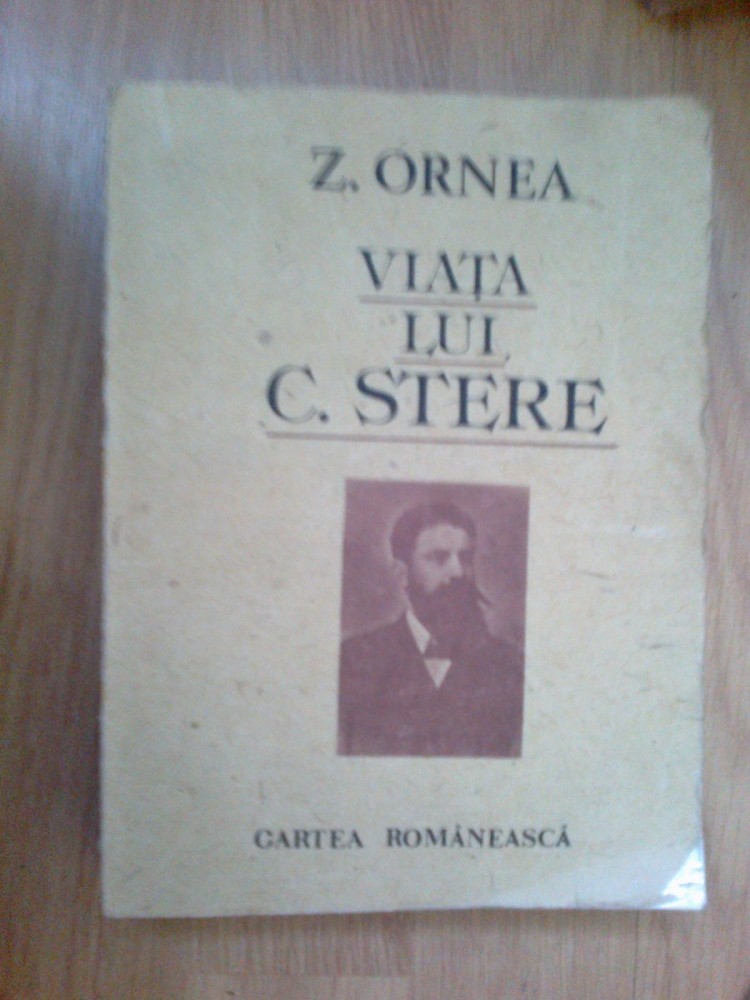 Z. ORNEA
VIAȚA
LUI
C. STERE
CARTEA ROMÂNEASCĂ